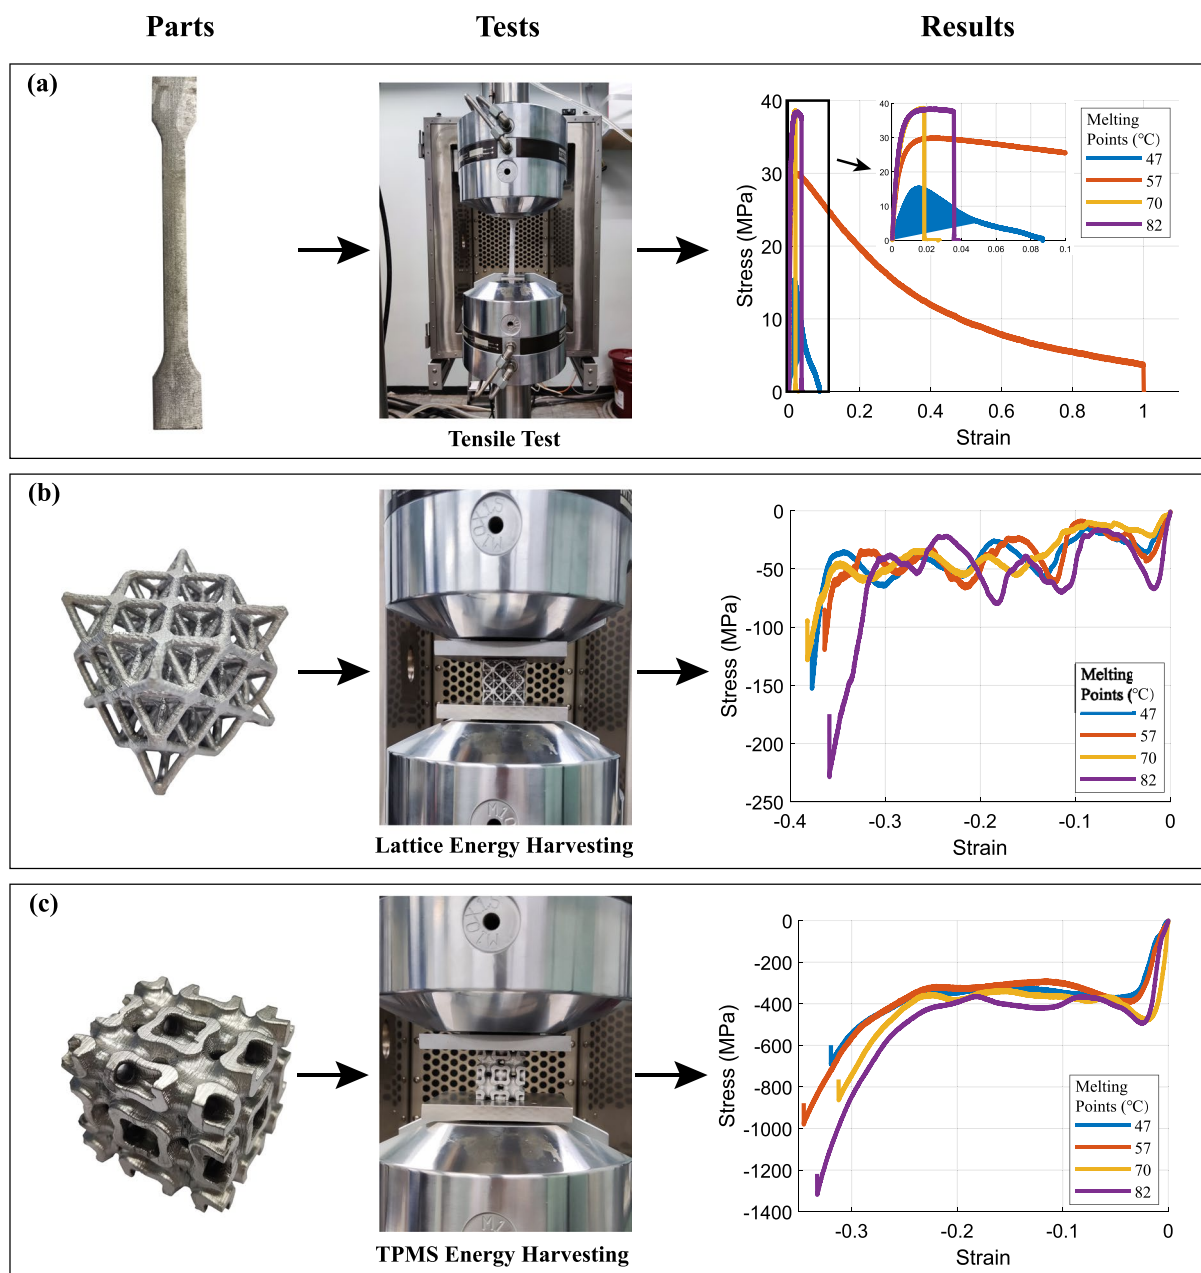 Parts Tests Results
(a)
40
30
20
10
0
0 0.2 0.4 0.6 0.8 1
Stress (MPa)
Strain
40
30
20
10
0
0 0.02 0.04 0.06 0.08 0.1
Melting
Points (°C)
47
57
70
82
Tensile Test
(b)
0
-50
-100
-150
-200
-250
-0.4 -0.3 -0.2 -0.1 0
Stress (MPa)
Strain
Melting
Points (°C)
47
57
70
82
Lattice Energy Harvesting
(c)
0
-200
-400
-600
-800
-1000
-1200
-1400
-0.3 -0.2 -0.1 0
Stress (MPa)
Strain
Melting
Points (°C)
47
57
70
82
TPMS Energy Harvesting